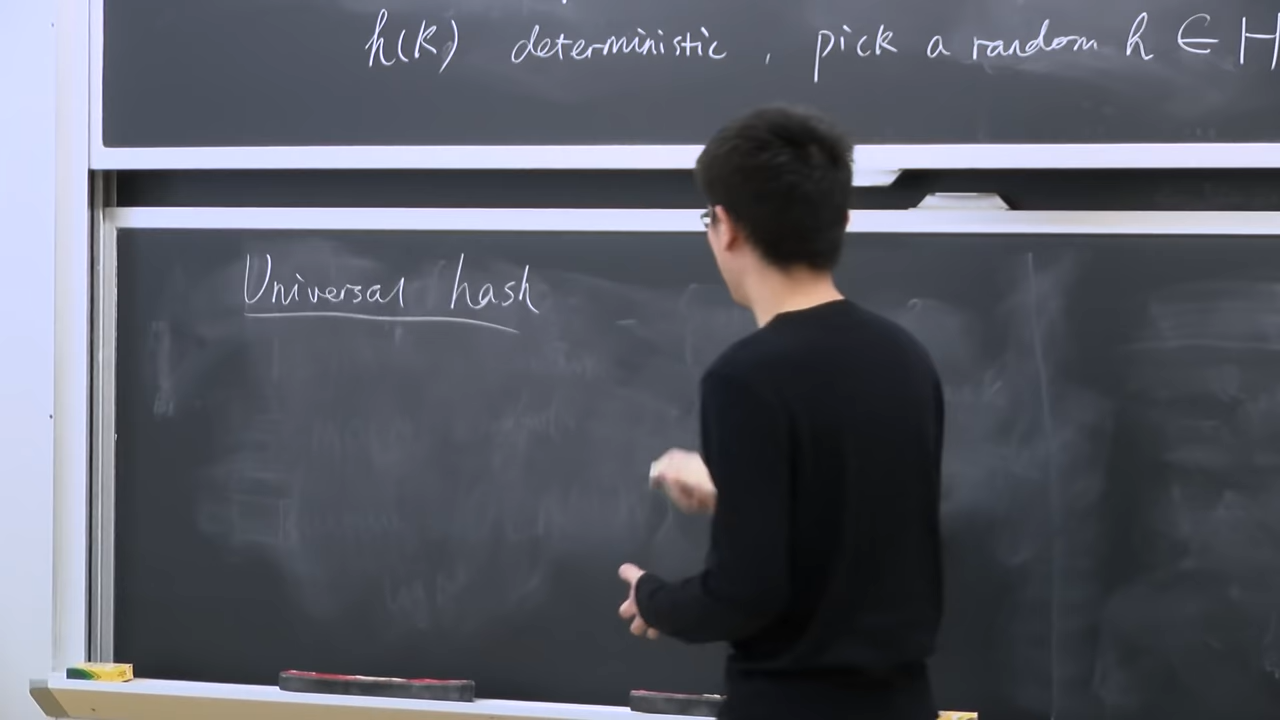 h(k) deterministic, pick a random h ∈ H
Universal hash